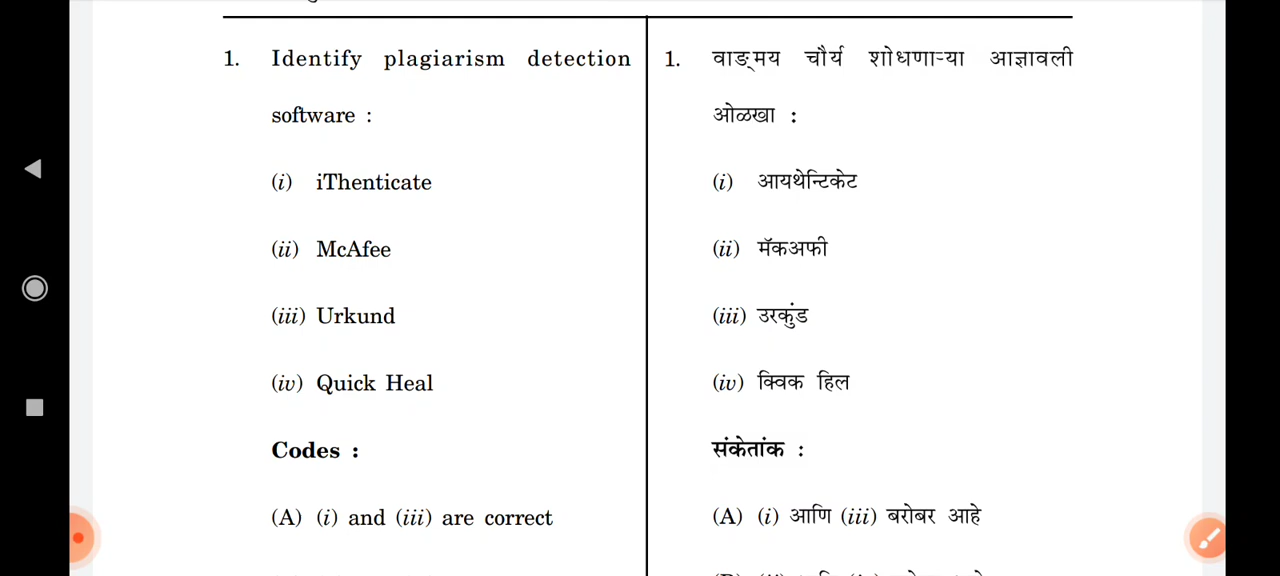 1. Identify plagiarism detection
software :
(i) iThenticate
(ii) McAfee
(iii) Urkund
(iv) Quick Heal
Codes :
(A) (i) and (iii) are correct
1. वाङ्मय चौर्य शोधणाऱ्या आज्ञावली
ओळखा :
(i) आयथेन्टिकेट
(ii) मॅकअफी
(iii) उरकुंड
(iv) क्विक हिल
संकेतांक :
(A) (i) आणि (iii) बरोबर आहे